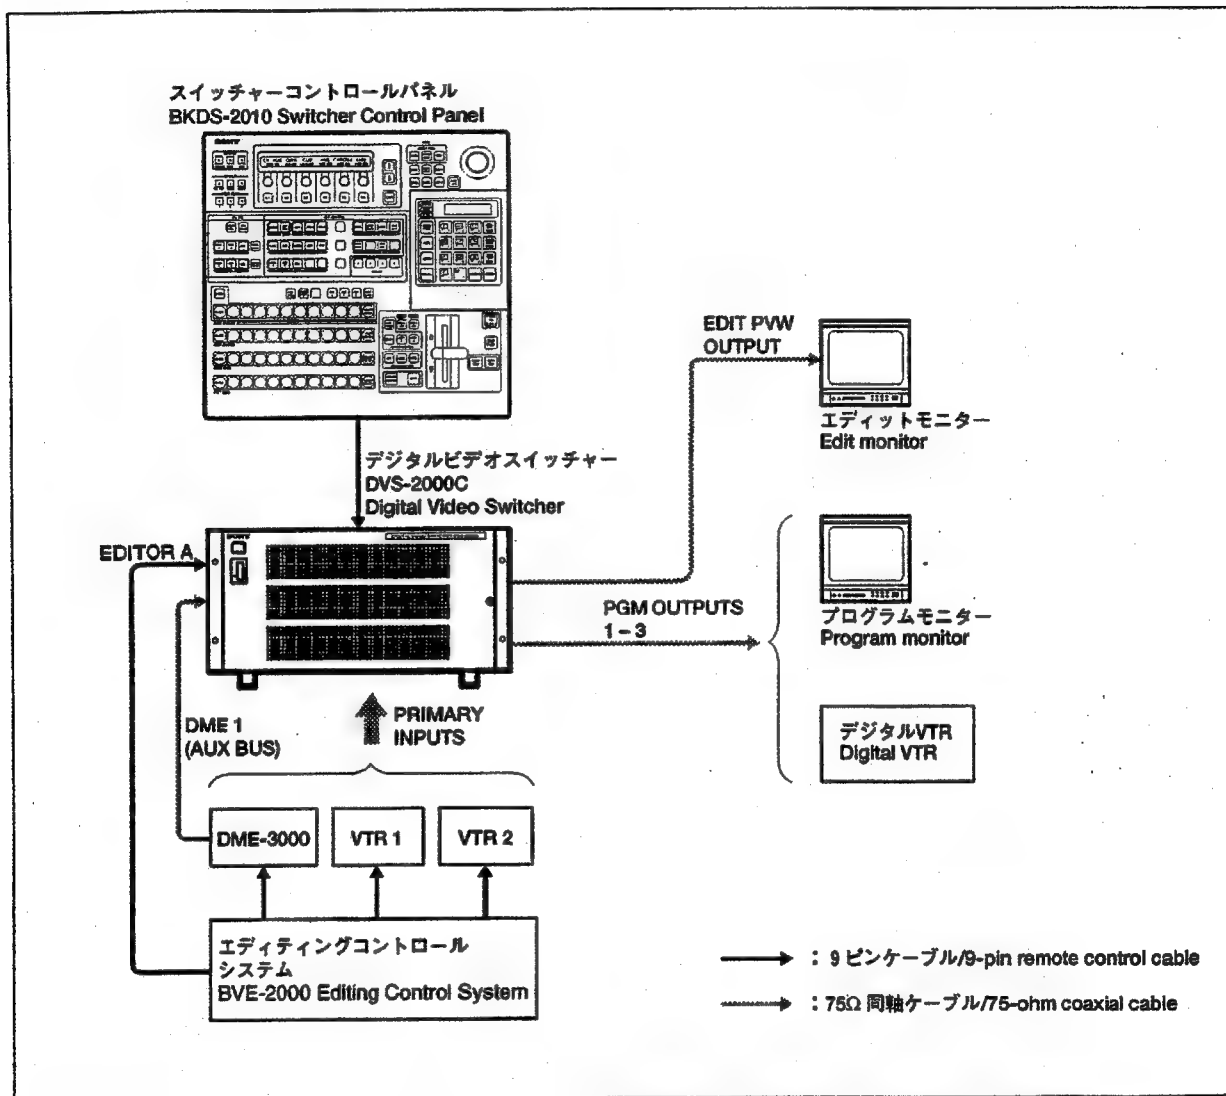 スイッチャーコントロールパネル
BKDS-2010 Switcher Control Panel
SONY
デジタルビデオスイッチャー
DVS-2000C
Digital Video Switcher
EDIT PVW
OUTPUT
エディットモニター
Edit monitor
EDITOR A
SONY
PGM OUTPUTS
1 – 3
プログラムモニター
Program monitor
デジタルVTR
Digital VTR
DME 1
(AUX BUS)
PRIMARY
INPUTS
DME-3000
VTR 1
VTR 2
エディティングコントロール
システム
BVE-2000 Editing Control System
: 9 ピンケーブル/9-pin remote control cable
: 75Ω 同軸ケーブル/75-ohm coaxial cable